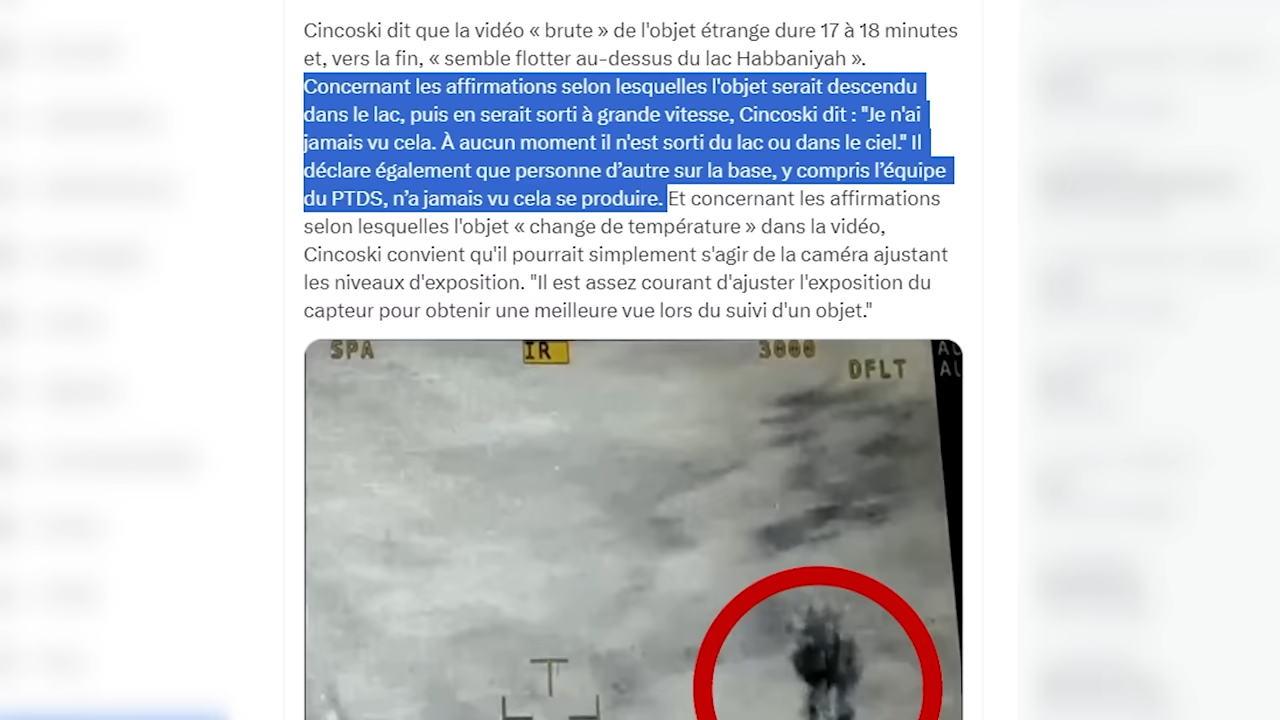 Cincoski dit que la vidéo « brute » de l'objet étrange dure 17 à 18 minutes
et, vers la fin, « semble flotter au-dessus du lac Habbaniyah ».
Concernant les affirmations selon lesquelles l'objet serait descendu
dans le lac, puis en serait sorti à grande vitesse, Cincoski dit : "Je n'ai
jamais vu cela. À aucun moment il n'est sorti du lac ou dans le ciel." Il
déclare également que personne d’autre sur la base, y compris l’équipe
du PTDS, n’a jamais vu cela se produire. Et concernant les affirmations
selon lesquelles l'objet « change de température » dans la vidéo,
Cincoski convient qu'il pourrait simplement s'agir de la caméra ajustant
les niveaux d'exposition. "Il est assez courant d'ajuster l'exposition du
capteur pour obtenir une meilleure vue lors du suivi d'un objet."
SPA IR 3000 AU
DFLT AU